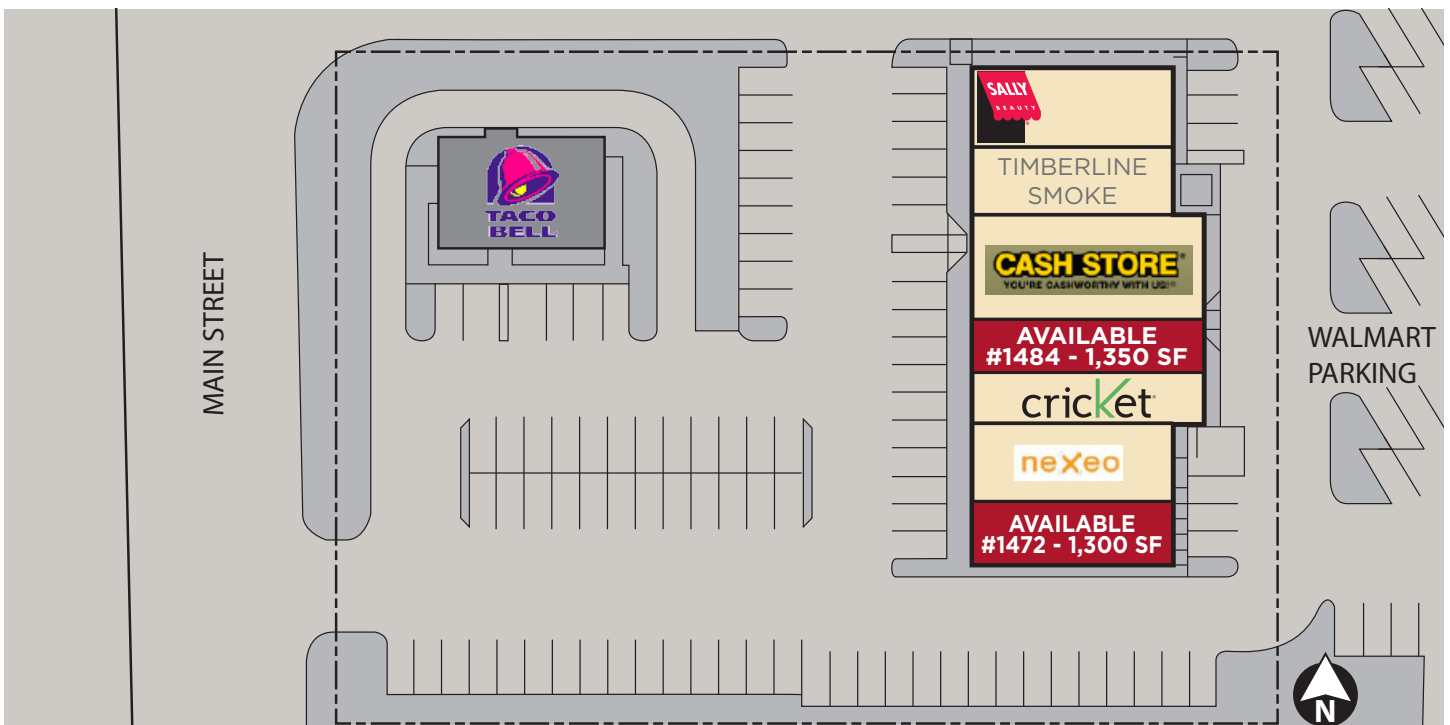 MAIN STREET
TACO
BELL
SALLY
BEAUTY
TIMBERLINE
SMOKE
CASH STORE
YOU'RE CASHWORTHY WITH US!®
AVAILABLE
#1484 - 1,350 SF
cricket
nexeo
AVAILABLE
#1472 - 1,300 SF
WALMART
PARKING
N